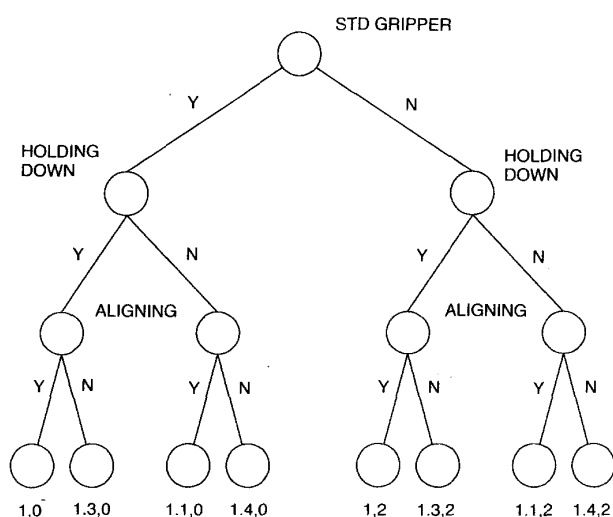 STD GRIPPER
Y
N
HOLDING
DOWN
HOLDING
DOWN
Y
N
Y
N
ALIGNING
ALIGNING
Y
N
Y
N
Y
N
Y
N
1,0
1.3,0
1.1,0
1.4,0
1,2
1.3,2
1.1,2
1.4,2